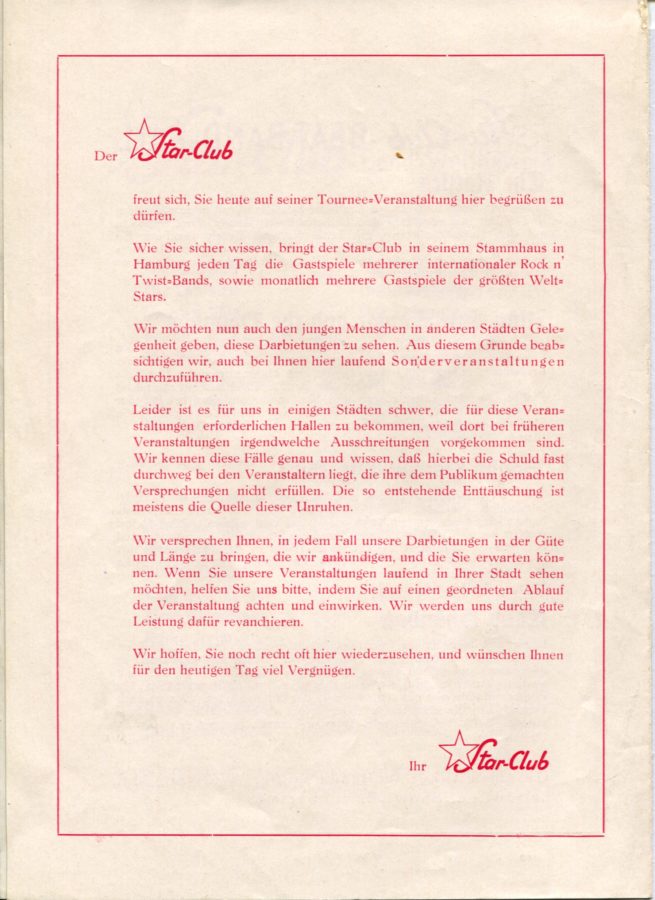 Der Star-Club
freut sich, Sie heute auf seiner Tournee=Veranstaltung hier begrüßen zu
dürfen.
Wie Sie sicher wissen, bringt der Star=Club in seinem Stammhaus in
Hamburg jeden Tag die Gastspiele mehrerer internationaler Rock n'
Twist=Bands, sowie monatlich mehrere Gastspiele der größten Welt=
Stars.
Wir möchten nun auch den jungen Menschen in anderen Städten Gele=
genheit geben, diese Darbietungen zu sehen. Aus diesem Grunde beab=
sichtigen wir, auch bei Ihnen hier laufend Sonderveranstaltungen
durchzuführen.
Leider ist es für uns in einigen Städten schwer, die für diese Veran=
staltungen erforderlichen Hallen zu bekommen, weil dort bei früheren
Veranstaltungen irgendwelche Ausschreitungen vorgekommen sind.
Wir kennen diese Fälle genau und wissen, daß hierbei die Schuld fast
durchweg bei den Veranstaltern liegt, die ihre dem Publikum gemachten
Versprechungen nicht erfüllen. Die so entstehende Enttäuschung ist
meistens die Quelle dieser Unruhen.
Wir versprechen Ihnen, in jedem Fall unsere Darbietungen in der Güte
und Länge zu bringen, die wir ankündigen, und die Sie erwarten kön=
nen. Wenn Sie unsere Veranstaltungen laufend in Ihrer Stadt sehen
möchten, helfen Sie uns bitte, indem Sie auf einen geordneten Ablauf
der Veranstaltung achten und einwirken. Wir werden uns durch gute
Leistung dafür revanchieren.
Wir hoffen, Sie noch recht oft hier wiederzusehen, und wünschen Ihnen
für den heutigen Tag viel Vergnügen.
Ihr Star-Club